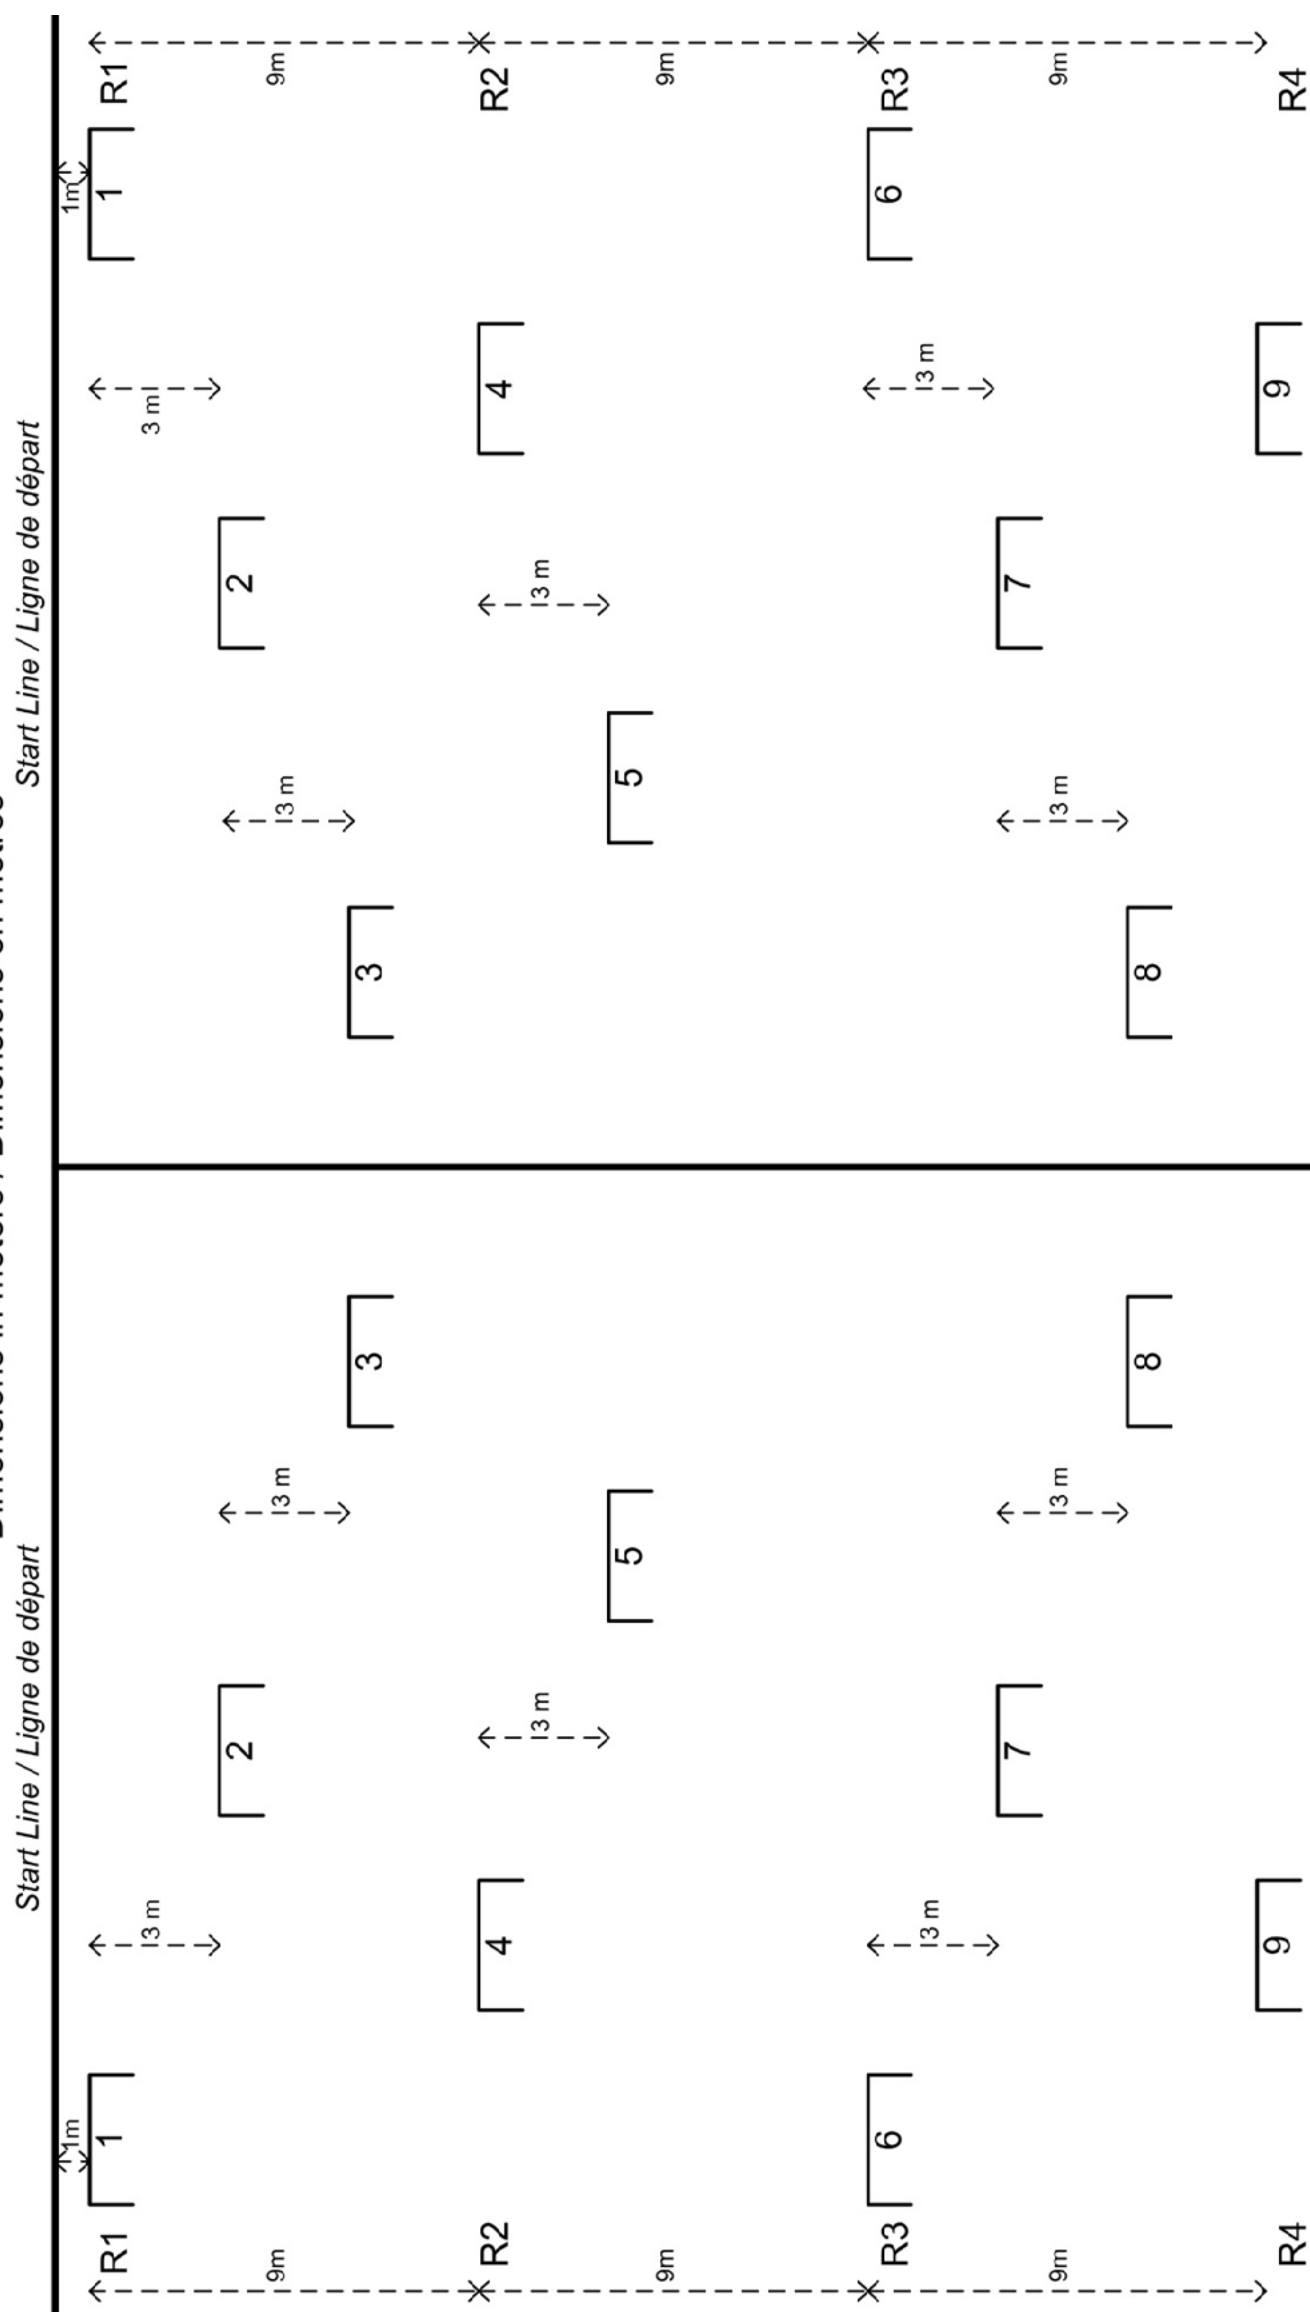 Start Line / Ligne de départ Start Line / Ligne de départ
1m 1m
R1 1 1 R1
3 m 3 m
2 2
9m 3 m 3 m 9m
3 3
R2 4 4 R2
3 m 3 m
5 5
9m 9m
R3 6 6 R3
3 m 3 m
7 7
9m 3 m 3 m 9m
8 8
R4 9 9 R4